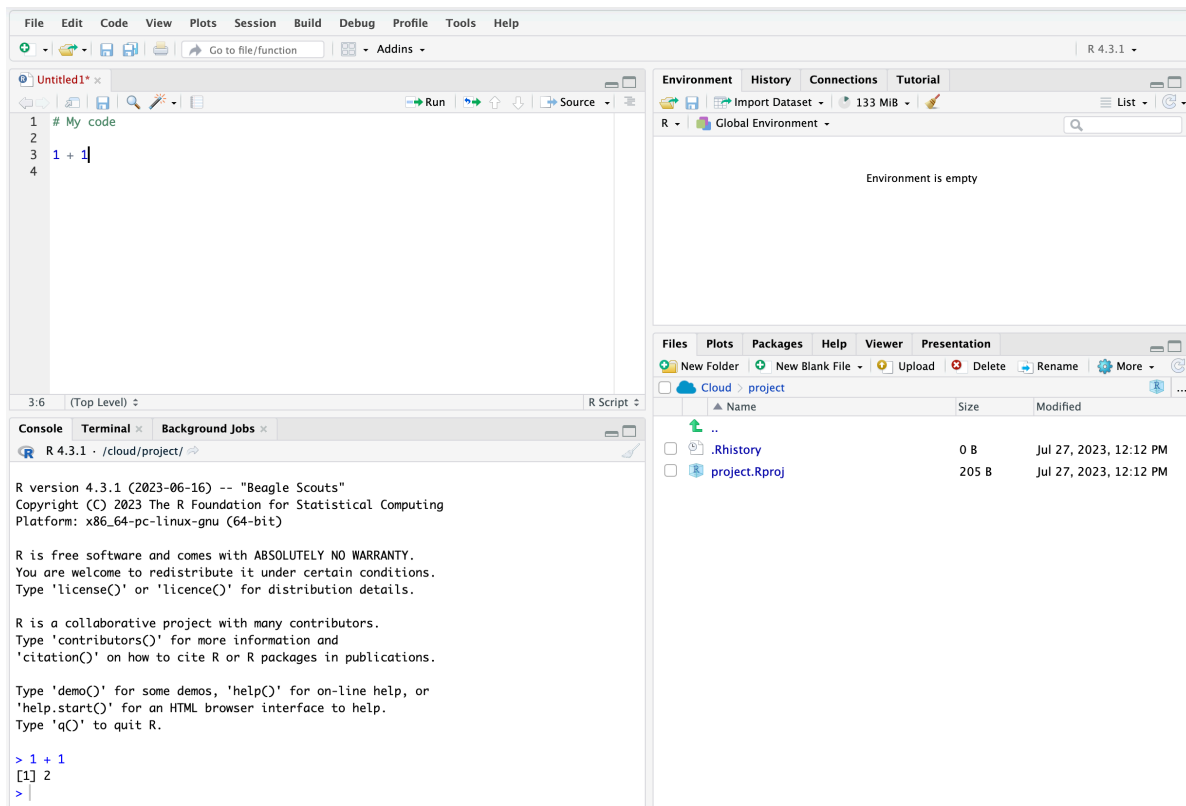 File Edit Code View Plots Session Build Debug Profile Tools Help
Go to file/function Addins R 4.3.1
Untitled1*
Run Source
1 # My code
2
3 1 + 1
4
3:6 (Top Level) R Script
Console Terminal Background Jobs
R 4.3.1 · /cloud/project/
R version 4.3.1 (2023-06-16) -- "Beagle Scouts"
Copyright (C) 2023 The R Foundation for Statistical Computing
Platform: x86_64-pc-linux-gnu (64-bit)
R is free software and comes with ABSOLUTELY NO WARRANTY.
You are welcome to redistribute it under certain conditions.
Type 'license()' or 'licence()' for distribution details.
R is a collaborative project with many contributors.
Type 'contributors()' for more information and
'citation()' on how to cite R or R packages in publications.
Type 'demo()' for some demos, 'help()' for on-line help, or
'help.start()' for an HTML browser interface to help.
Type 'q()' to quit R.
> 1 + 1
[1] 2
>
Environment History Connections Tutorial
Import Dataset 133 MiB List
R Global Environment
Environment is empty
Files Plots Packages Help Viewer Presentation
New Folder New Blank File Upload Delete Rename More
Cloud > project R ...
Name Size Modified
..
.Rhistory 0 B Jul 27, 2023, 12:12 PM
project.Rproj 205 B Jul 27, 2023, 12:12 PM